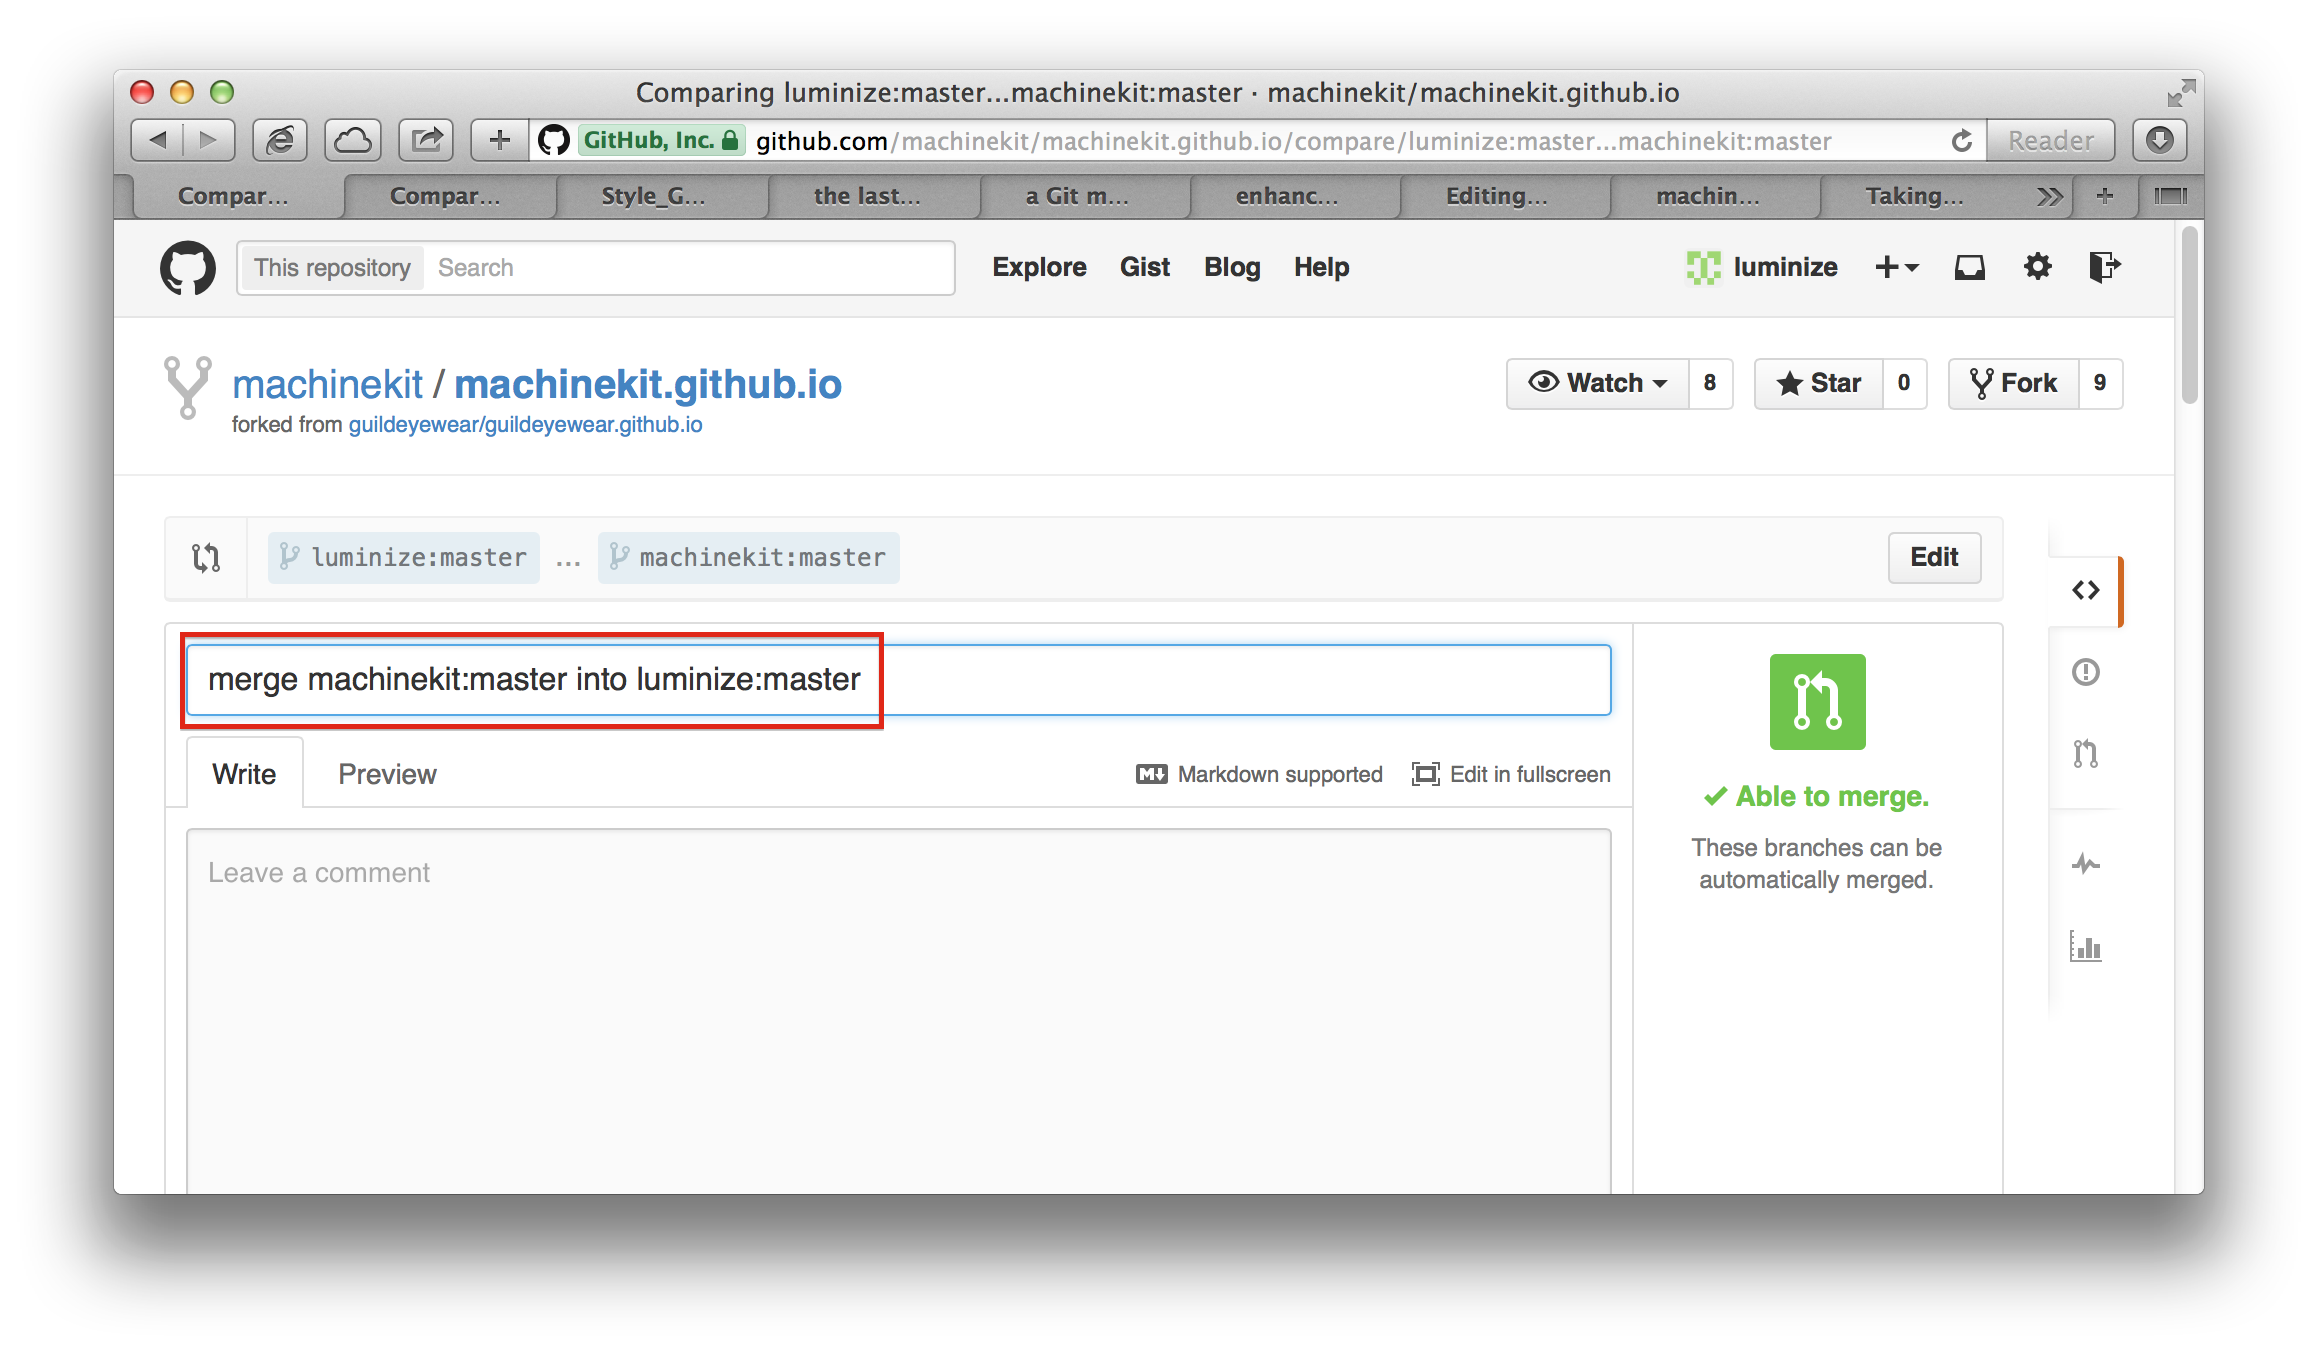 Comparing luminize:master...machinekit:master · machinekit/machinekit.github.io
GitHub, Inc. github.com/machinekit/machinekit.github.io/compare/luminize:master...machinekit:master Reader
Compar... Compar... Style_G... the last... a Git m... enhanc... Editing... machin... Taking...
This repository Search Explore Gist Blog Help luminize
machinekit / machinekit.github.io Watch 8 Star 0 Fork 9
forked from guildeyewear/guildeyewear.github.io
luminize:master ... machinekit:master Edit
merge machinekit:master into luminize:master
Write Preview Markdown supported Edit in fullscreen
Able to merge.
These branches can be
automatically merged.
Leave a comment